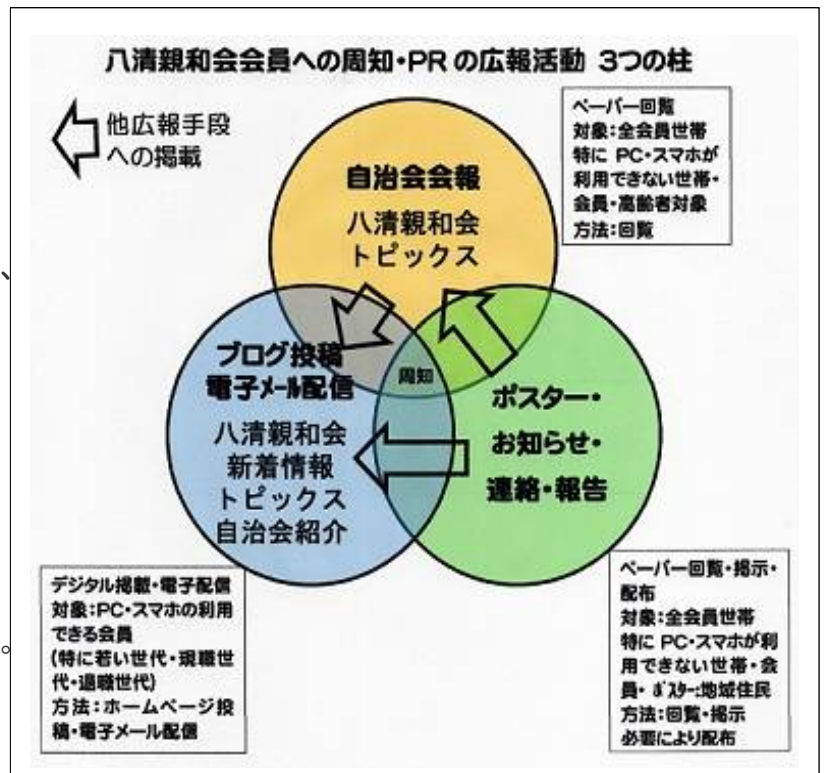 八清親和会会員への周知・PRの広報活動 3つの柱
他広報手段
への掲載
ペーパー回覧
対象:全会員世帯
特に PC・スマホが
利用できない世帯・
会員・高齢者対象
方法:回覧
自治会会報
八清親和会
トピックス
ブログ投稿
電子メール配信
八清親和会
新着情報
トピックス
自治会紹介
周知
ポスター・
お知らせ・
連絡・報告
デジタル掲載・電子配信
対象:PC・スマホの利用
できる会員
(特に若い世代・現職世
代・退職世代)
方法:ホームページ投
稿・電子メール配信
ペーパー回覧・掲示・
配布
対象:全会員世帯
特に PC・スマホが利
用できない世帯・会
員・ポスター:地域住民
方法:回覧・掲示
必要により配布
、
。